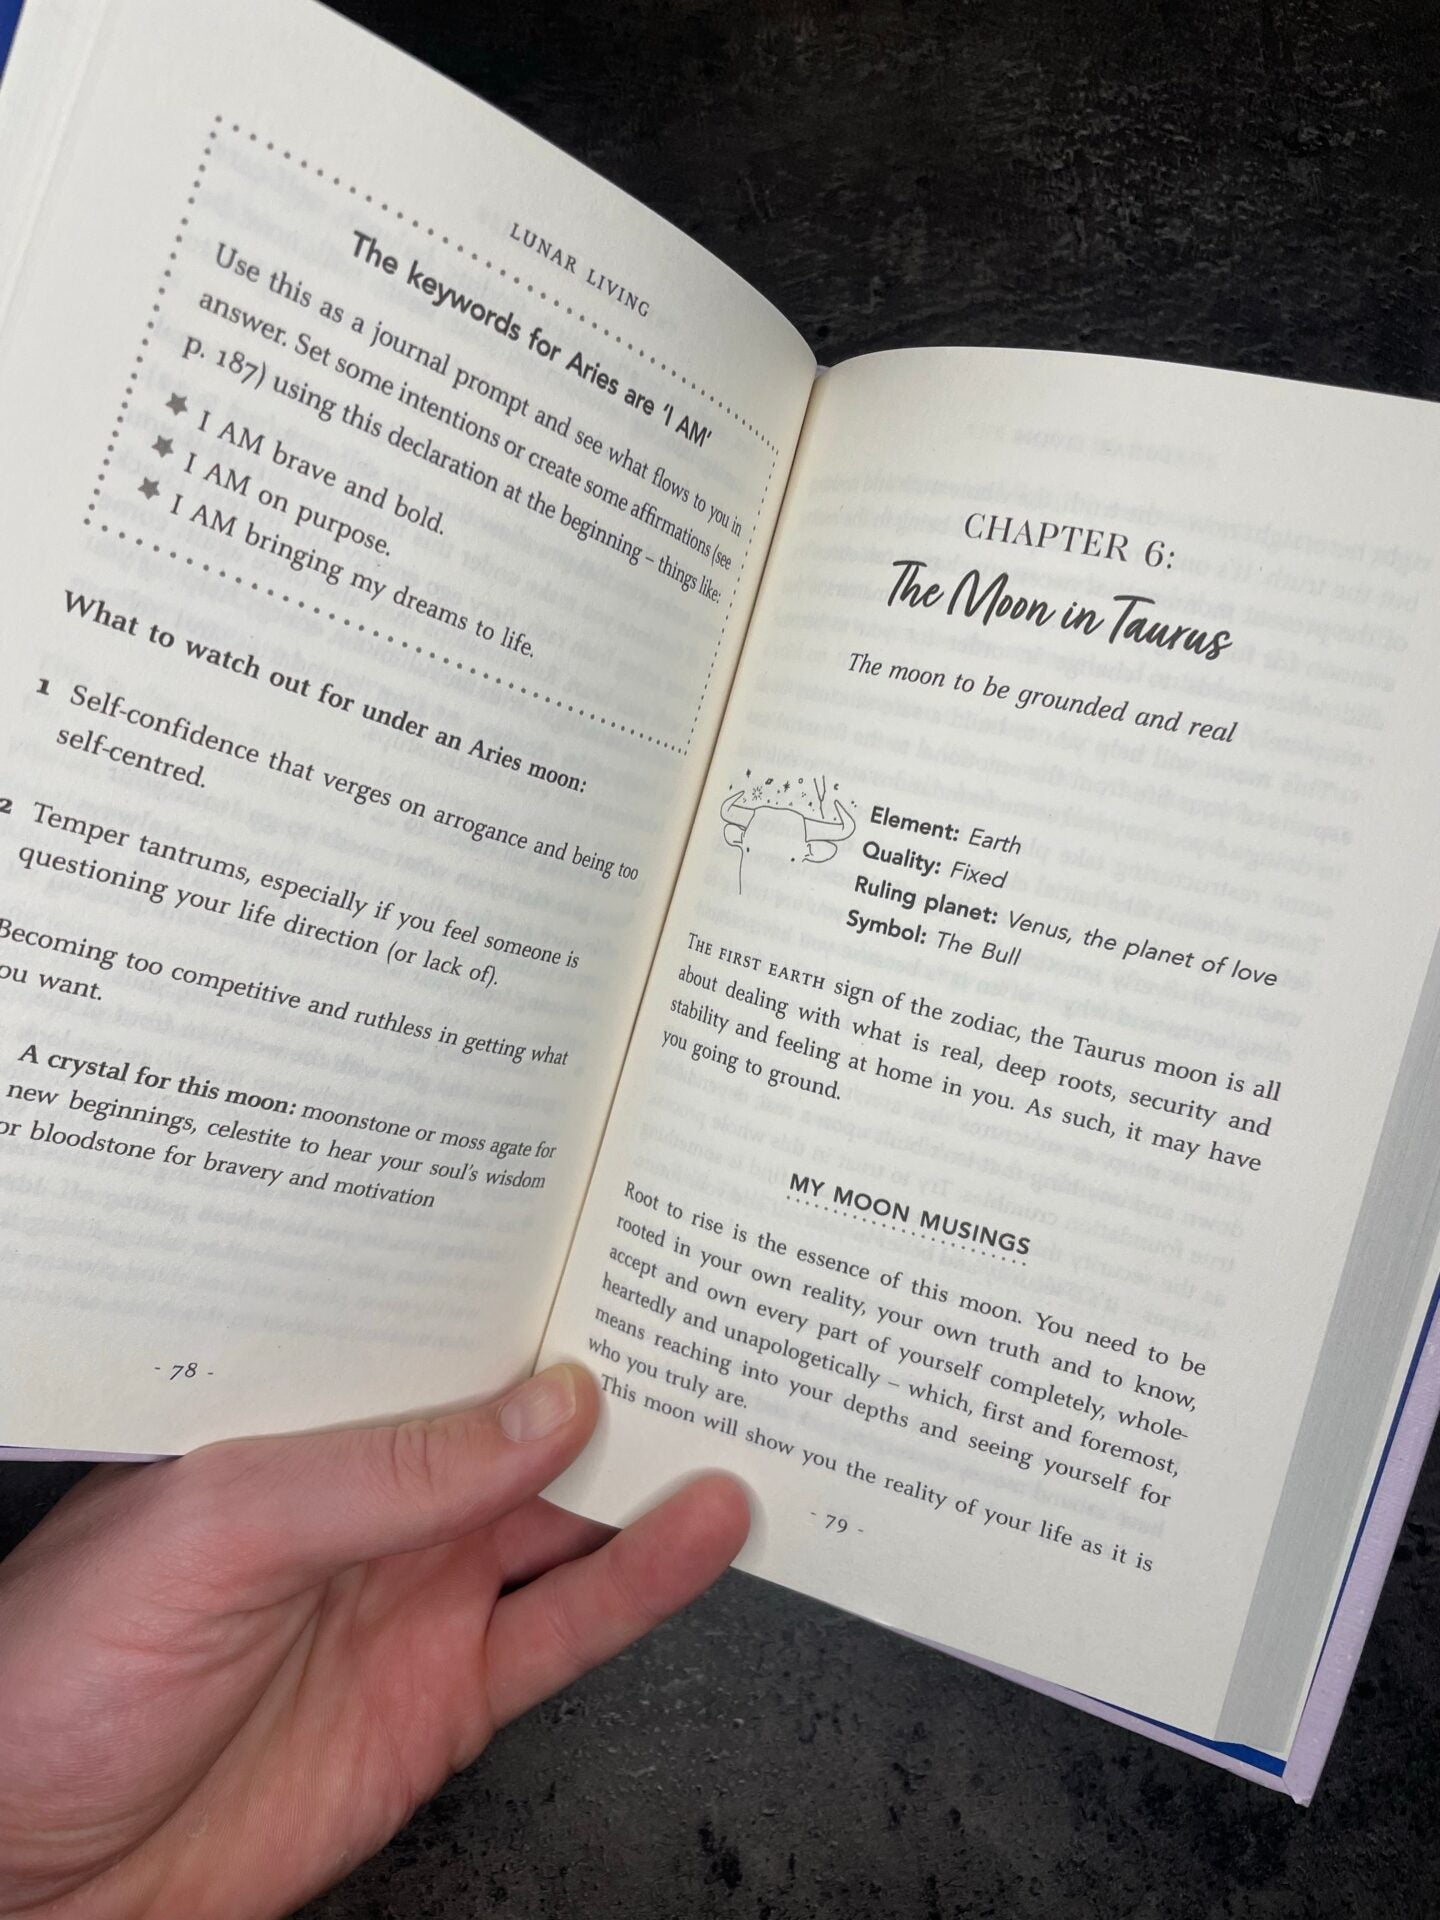 LUNAR LIVING
The keywords for Aries are 'I AM'
Use this as a journal prompt and see what flows to you in
answer. Set some intentions or create some affirmations (see
p. 187) using this declaration at the beginning – things like:
I AM brave and bold.
I AM on purpose.
I AM bringing my dreams to life.
What to watch out for under an Aries moon:
1 Self-confidence that verges on arrogance and being too
self-centred.
2 Temper tantrums, especially if you feel someone is
questioning your life direction (or lack of).
Becoming too competitive and ruthless in getting what
ou want.
A crystal for this moon: moonstone or moss agate for
new beginnings, celestite to hear your soul's wisdom
or bloodstone for bravery and motivation
- 78 -
CHAPTER 6:
The Moon in Taurus
The moon to be grounded and real
Element: Earth
Quality: Fixed
Ruling planet: Venus, the planet of love
Symbol: The Bull
THE FIRST EARTH sign of the zodiac, the Taurus moon is all
about dealing with what is real, deep roots, security and
stability and feeling at home in you. As such, it may have
you going to ground.
MY MOON MUSINGS
Root to rise is the essence of this moon. You need to be
rooted in your own reality, your own truth and to know,
accept and own every part of yourself completely, whole-
heartedly and unapologetically – which, first and foremost,
means reaching into your depths and seeing yourself for
who you truly are.
This moon will show you the reality of your life as it is
- 79 -